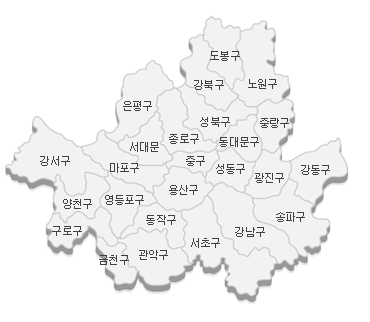 도봉구
강북구
노원구
은평구
성북구
중랑구
종로구
동대문구
서대문
강서구
마포구
중구
성동구
강동구
광진구
용산구
양천구
영등포구
송파구
동작구
구로구
강남구
서초구
관악구
금천구